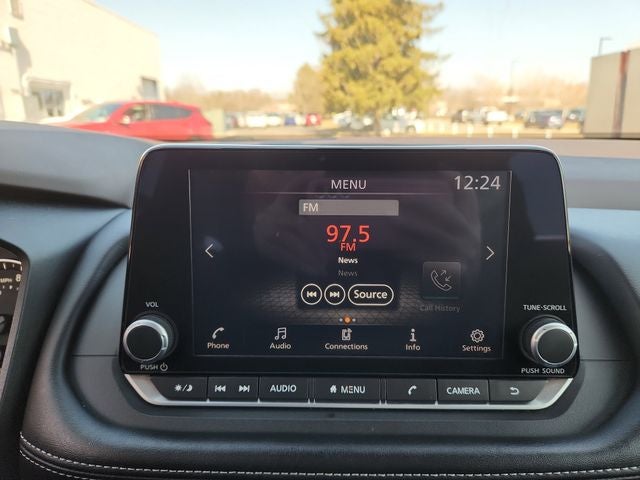 MENU 12:24
FM
97.5
FM
News
News
Source
Call History
Phone Audio Connections Info Settings
VOL
TUNE·SCROLL
PUSH
PUSH SOUND
AUDIO MENU CAMERA
8